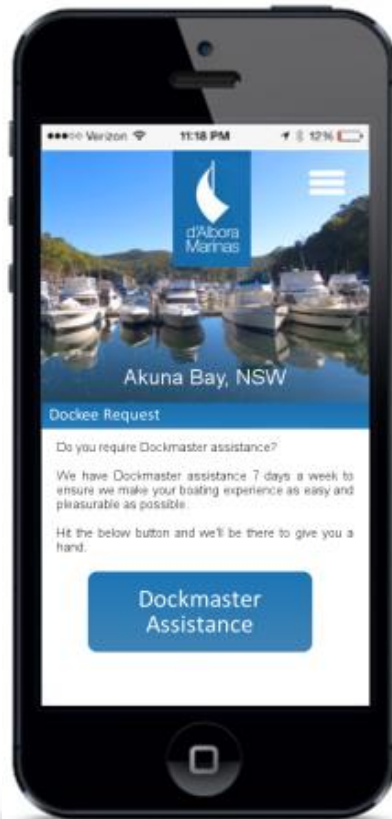 Verizon 11:18 PM 12%
d'Albora
Marinas
Akuna Bay, NSW
Dockee Request
Do you require Dockmaster assistance?
We have Dockmaster assistance 7 days a week to
ensure we make your boating experience as easy and
pleasurable as possible.
Hit the below button and we'll be there to give you a
hand.
Dockmaster
Assistance